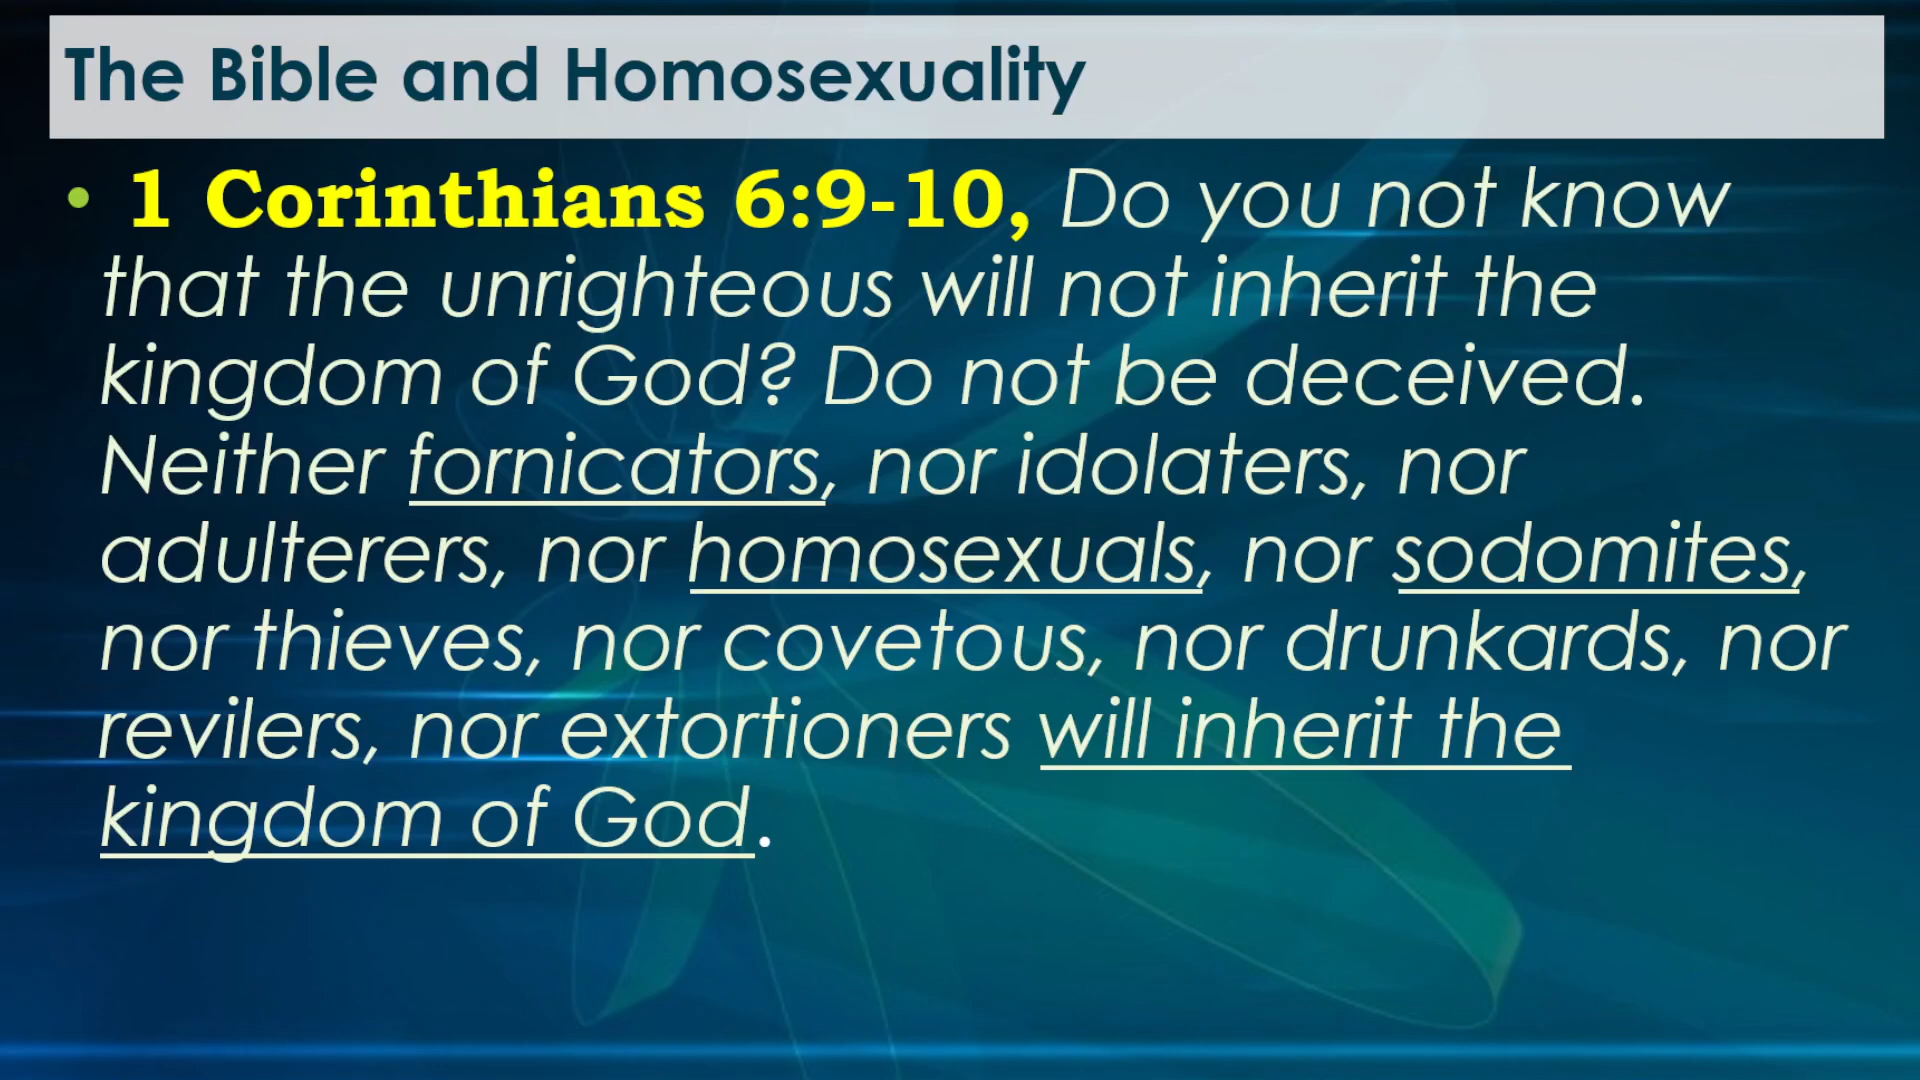 The Bible and Homosexuality
• 1 Corinthians 6:9-10, Do you not know
that the unrighteous will not inherit the
kingdom of God? Do not be deceived.
Neither fornicators, nor idolaters, nor
adulterers, nor homosexuals, nor sodomites,
nor thieves, nor covetous, nor drunkards, nor
revilers, nor extortioners will inherit the
kingdom of God.